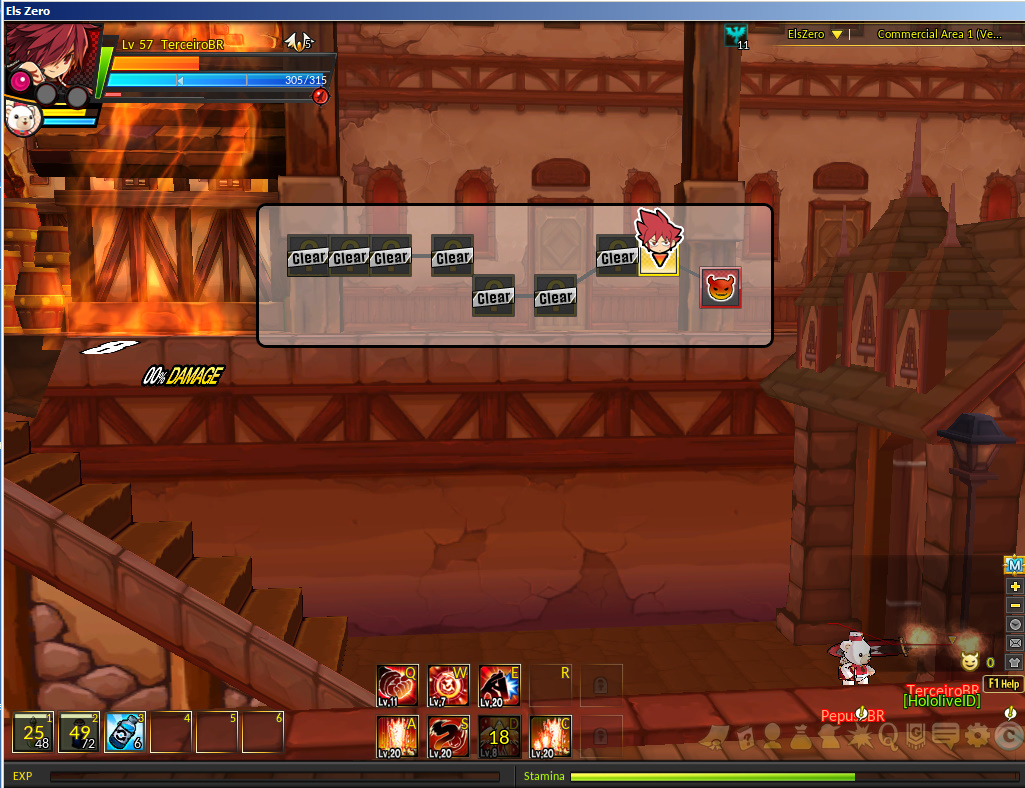 Els Zero
Lv 57 TerceiroBR
5
305/315
11
ElsZero
Commercial Area 1 (Ve...
Clear Clear Clear Clear Clear
Clear Clear
00% DAMAGE
M
0
F1 Help
TerceiroBR
[HololiveID]
PepusBR
Q W E R
Lv,11 Lv,7 Lv,20
A S D C
18
Lv,20 Lv,20 Lv,8 Lv,20
1 2 3 4 5 6
25 49
48 72 6
EXP
Stamina